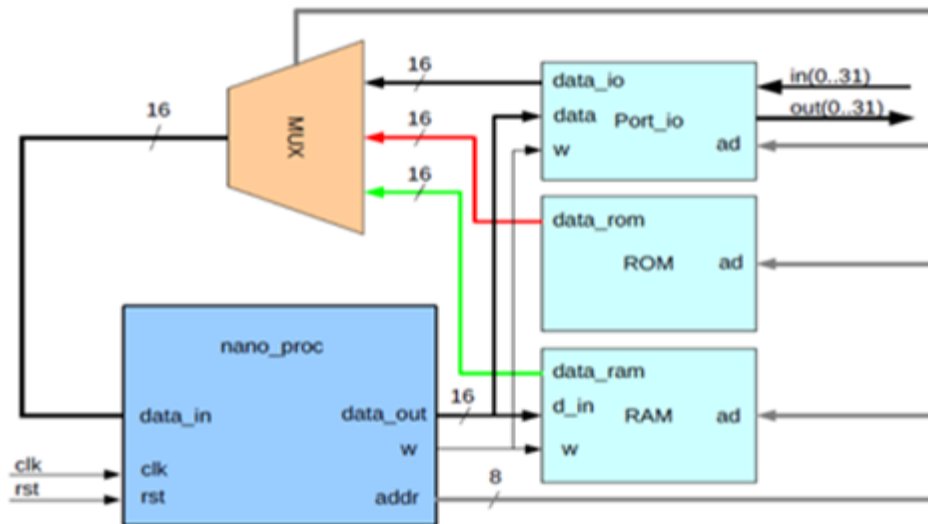 16
data_io
in(0..31)
out(0..31)
16
MUX
16
data
Port_io
w
ad
16
data_rom
ROM
ad
nano_proc
data_ram
data_in
data_out
16
d_in
RAM
ad
w
w
clk
clk
rst
rst
addr
8